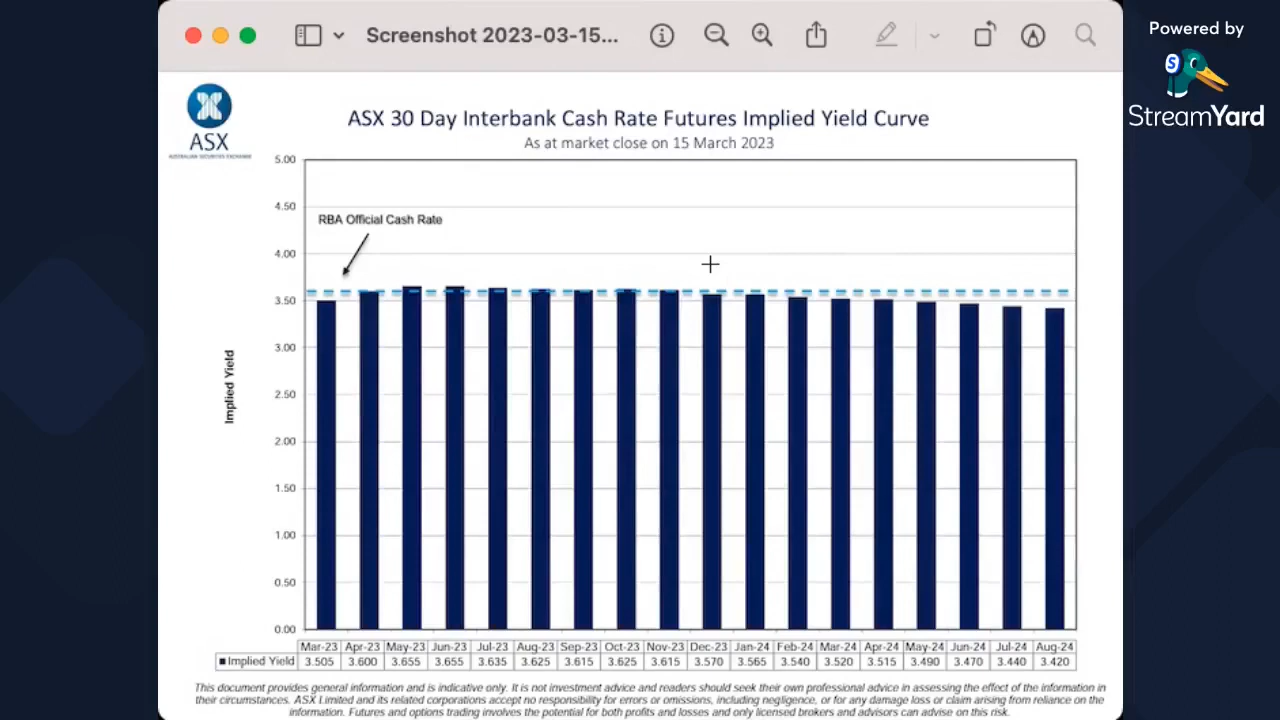 Screenshot 2023-03-15...
Powered by
S
StreamYard
ASX
AUSTRALIAN SECURITIES EXCHANGE
ASX 30 Day Interbank Cash Rate Futures Implied Yield Curve
As at market close on 15 March 2023
5.00
4.50
RBA Official Cash Rate
4.00
3.50
3.00
Implied Yield
2.50
2.00
1.50
1.00
0.50
0.00
Mar-23 Apr-23 May-23 Jun-23 Jul-23 Aug-23 Sep-23 Oct-23 Nov-23 Dec-23 Jan-24 Feb-24 Mar-24 Apr-24 May-24 Jun-24 Jul-24 Aug-24
Implied Yield 3.505 3.600 3.655 3.655 3.635 3.625 3.615 3.625 3.615 3.570 3.565 3.540 3.520 3.515 3.490 3.470 3.440 3.420
This document provides general information and is indicative only. It is not investment advice and readers should seek their own professional advice in assessing the effect of the information in
their circumstances. ASX Limited and its related corporations accept no responsibility for errors or omissions, including negligence, or for any damage loss or claim arising from reliance on the
information. Futures and options trading involves the potential for both profits and losses and only licensed brokers and advisors can advise on this risk.